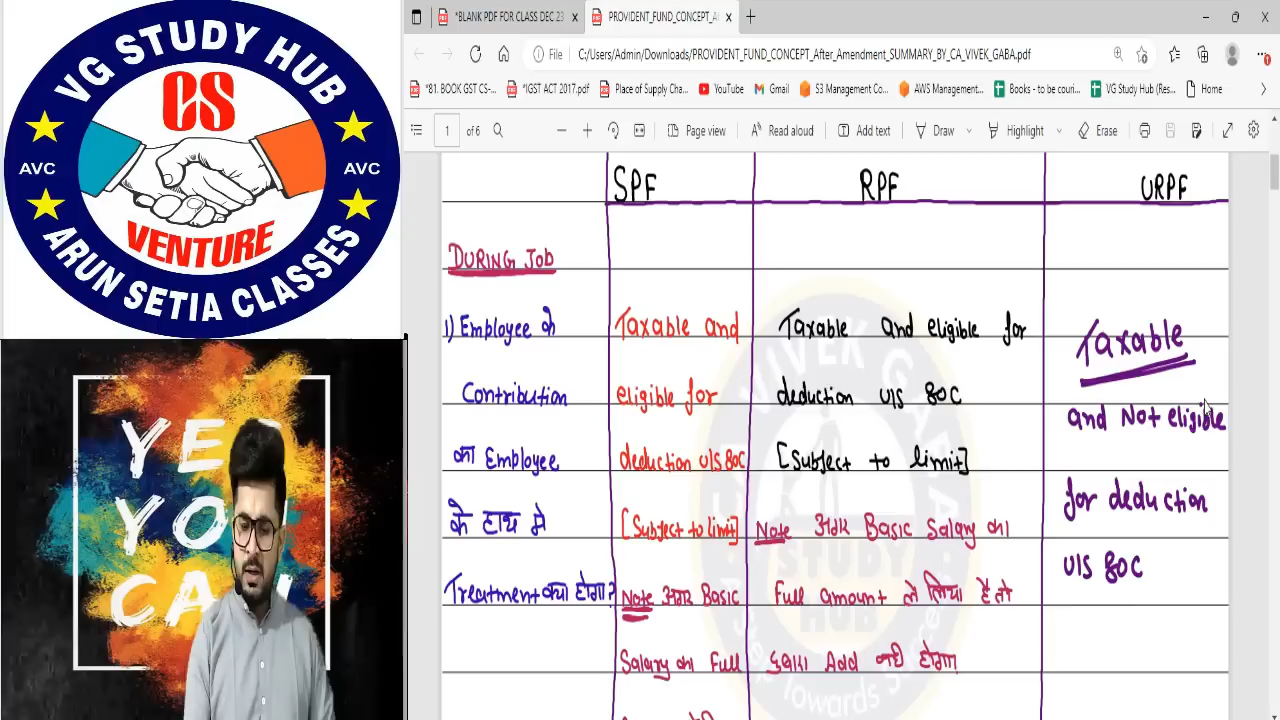 VG STUDY HUB
CS
AVC
AVC
VENTURE
ARUN SETIA CLASSES
YE
YO
CA
*BLANK PDF FOR CLASS DEC 23
PROVIDENT_FUND_CONCEPT_A
File
C:/Users/Admin/Downloads/PROVIDENT_FUND_CONCEPT_After_Amendment_SUMMARY_BY_CA_VIVEK_GABA.pdf
*81. BOOK GST CS-...
*IGST ACT 2017.pdf
Place of Supply Cha...
YouTube
Gmail
S3 Management Co...
AWS Management...
Books - to be couri...
VG Study Hub (Res...
Home
1 of 6
Page view
Read aloud
Add text
Draw
Highlight
Erase
SPF RPF URPF
DURING JOB
1) Employee के
Contribution
का Employee
के हाथ मे
Treatment क्या होगा?
Taxable and
eligible for
deduction u/s 80C
[Subject to limit]
Note अगर Basic
Salary का Full
Taxable and eligible for
deduction u/s 80C
[Subject to limit]
Note अगर Basic Salary का
Full amount ले लिया है तो
दुबारा Add नही होगा
Taxable
and Not eligible
for deduction
u/s 80C